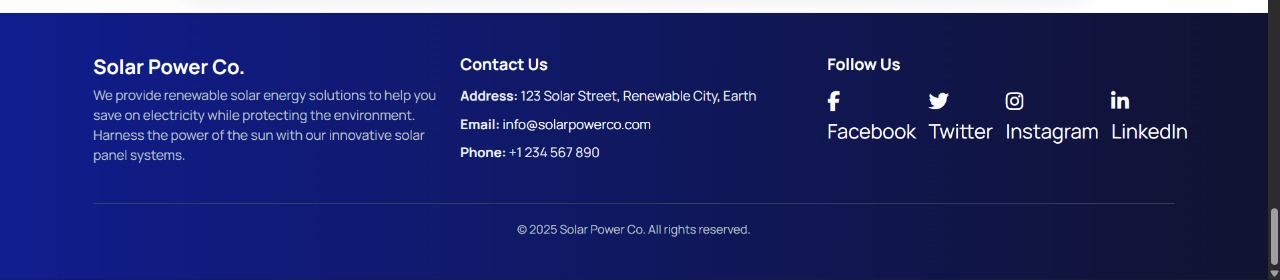 Solar Power Co.
We provide renewable solar energy solutions to help you
save on electricity while protecting the environment.
Harness the power of the sun with our innovative solar
panel systems.
Contact Us
Address: 123 Solar Street, Renewable City, Earth
Email: info@solarpowerco.com
Phone: +1 234 567 890
Follow Us
Facebook Twitter Instagram LinkedIn
© 2025 Solar Power Co. All rights reserved.